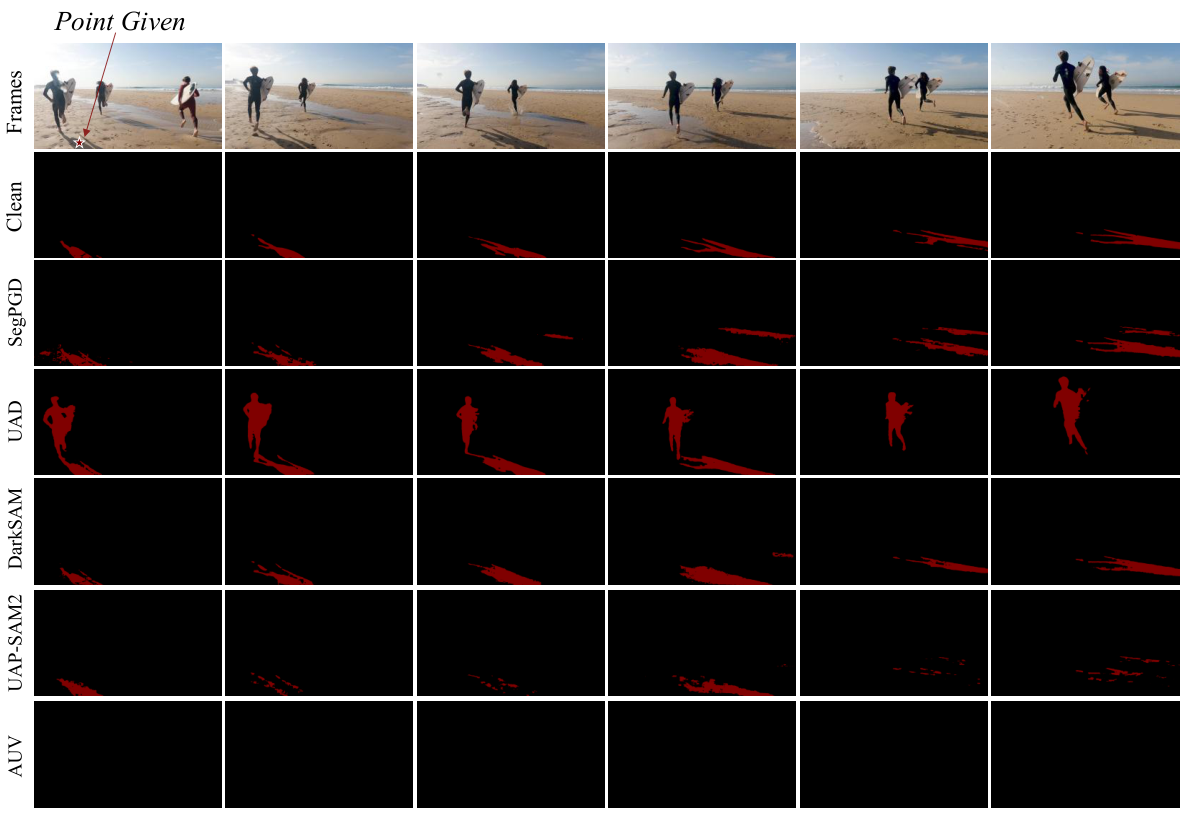 Point Given
Frames
Clean
SegPGD
UAD
DarkSAM
UAP-SAM2
AUV